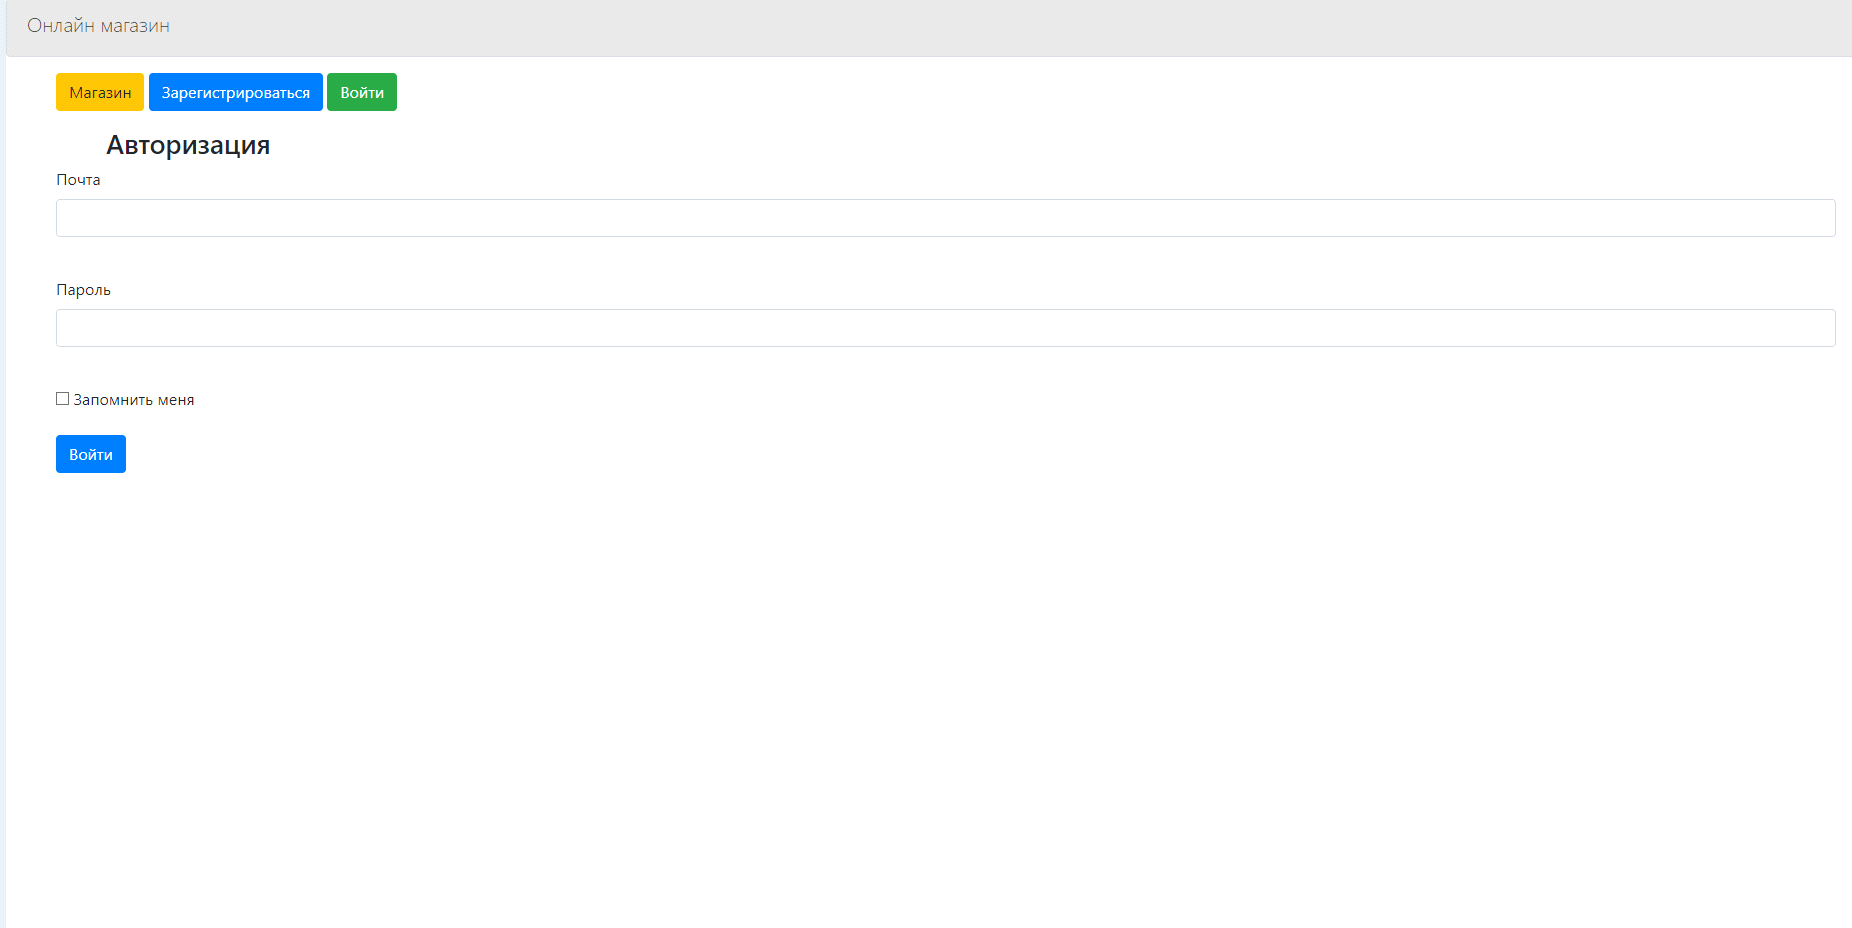 Онлайн магазин
Магазин Зарегистрироваться Войти
Авторизация
Почта
Пароль
Запомнить меня
Войти